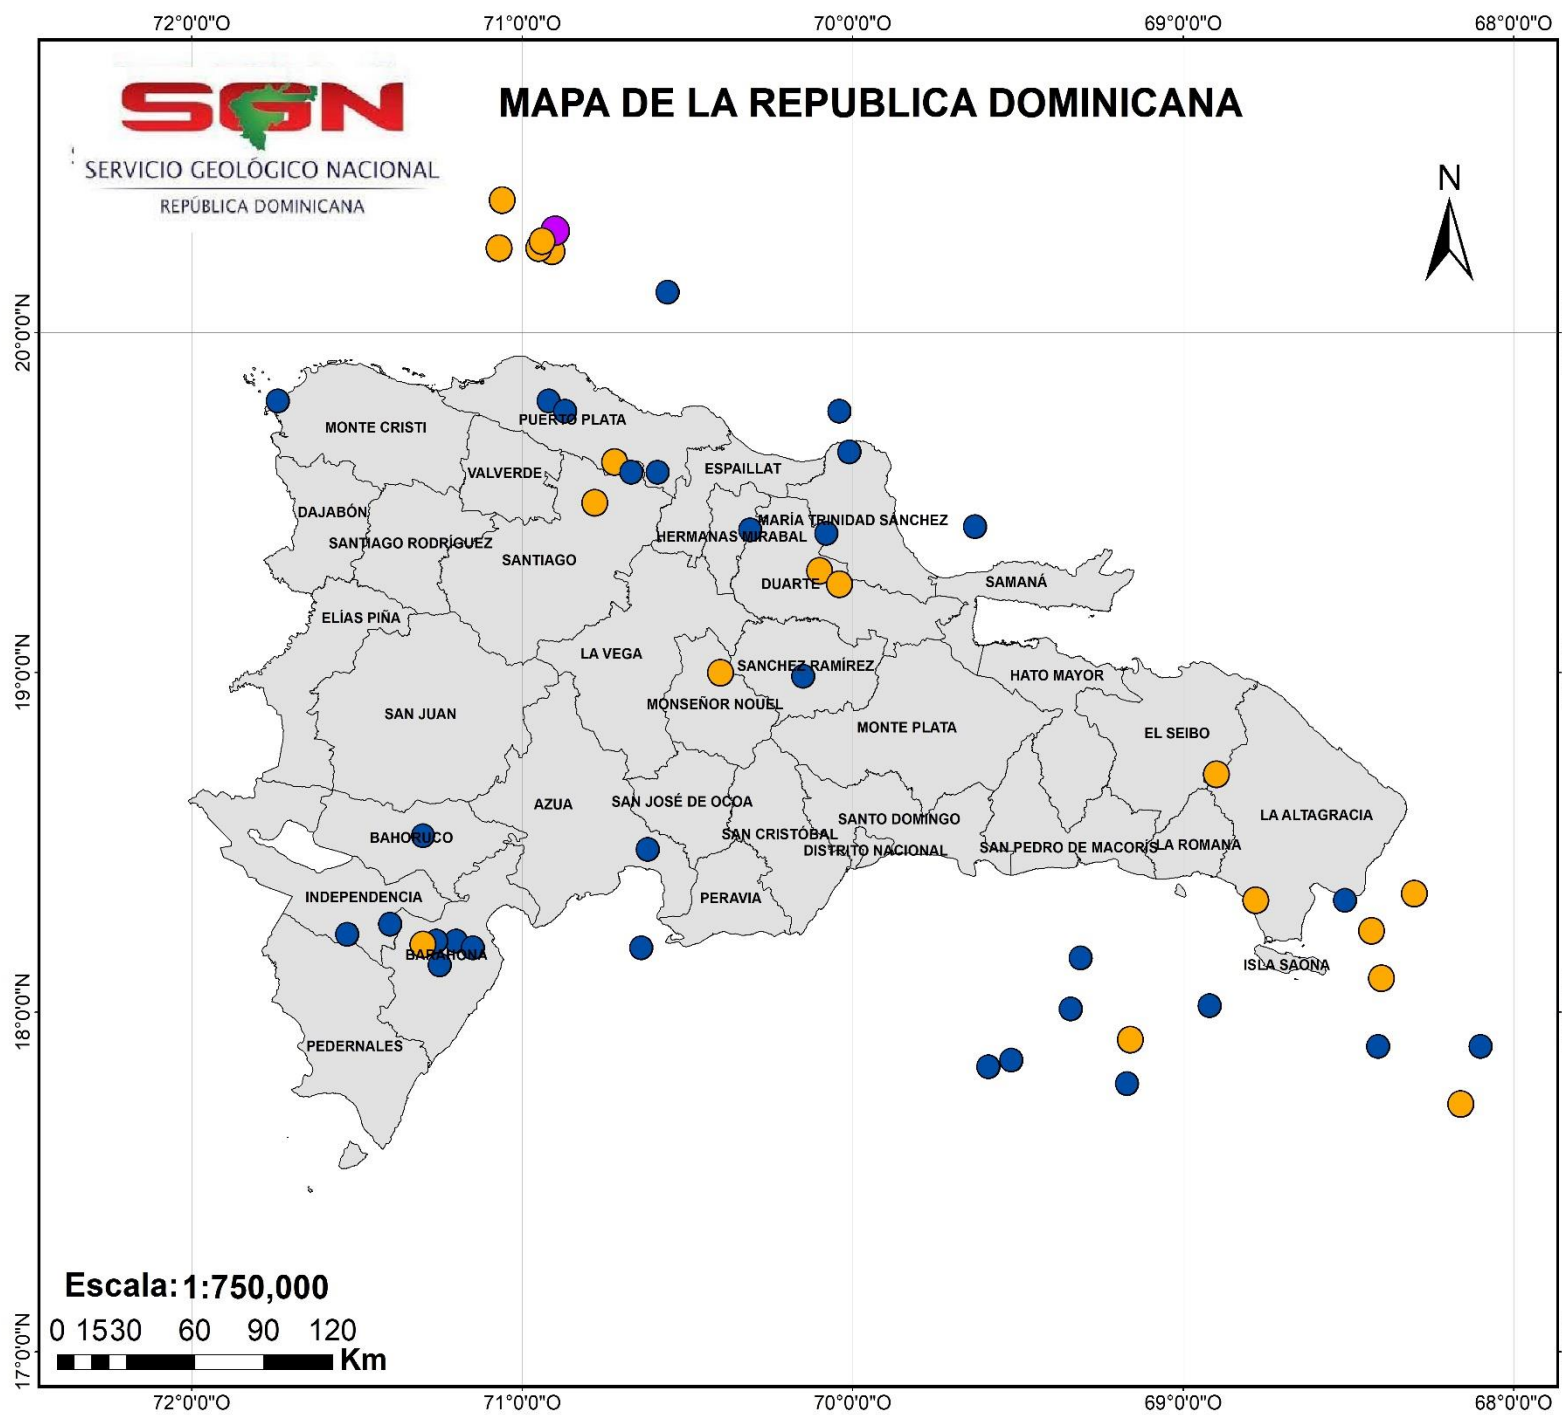 72°0'0"O 71°0'0"O 70°0'0"O 69°0'0"O 68°0'0"O
SGN
SERVICIO GEOLÓGICO NACIONAL
REPÚBLICA DOMINICANA
MAPA DE LA REPUBLICA DOMINICANA
N
20°0'0"N
MONTE CRISTI
PUERTO PLATA
VALVERDE
ESPAILLAT
DAJABÓN
MARÍA TRINIDAD SÁNCHEZ
SANTIAGO RODRÍGUEZ
HERMANAS MIRABAL
SANTIAGO
DUARTE
SAMANÁ
ELÍAS PIÑA
LA VEGA
SANCHEZ RAMÍREZ
19°0'0"N
HATO MAYOR
MONSEÑOR NOUEL
SAN JUAN
MONTE PLATA
EL SEIBO
AZUA
SAN JOSÉ DE OCOA
SANTO DOMINGO
LA ALTAGRACIA
BAHORUCO
SAN CRISTÓBAL
DISTRITO NACIONAL
SAN PEDRO DE MACORÍS
LA ROMANA
INDEPENDENCIA
PERAVIA
BARAHONA
ISLA SAONA
18°0'0"N
PEDERNALES
Escala: 1:750,000
0 15 30 60 90 120
Km
17°0'0"N
72°0'0"O 71°0'0"O 70°0'0"O 69°0'0"O 68°0'0"O